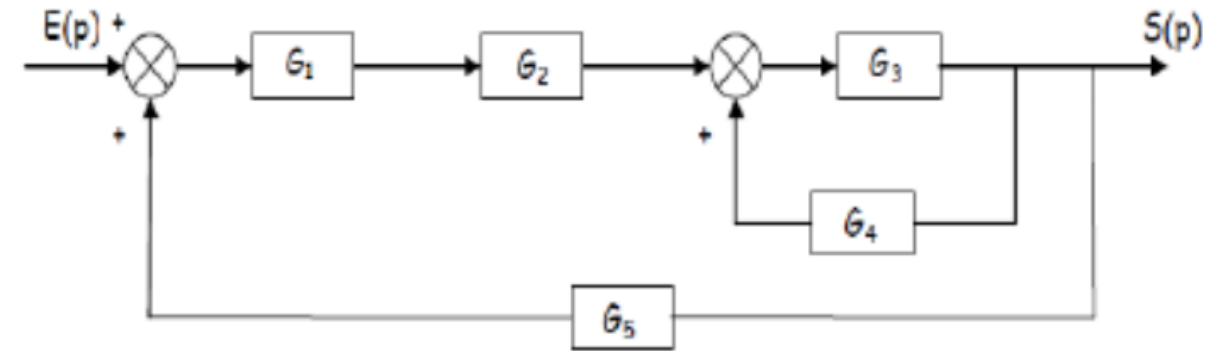 E(p) + S(p)
G₁ G₂ G₃
+ +
G₄
G₅